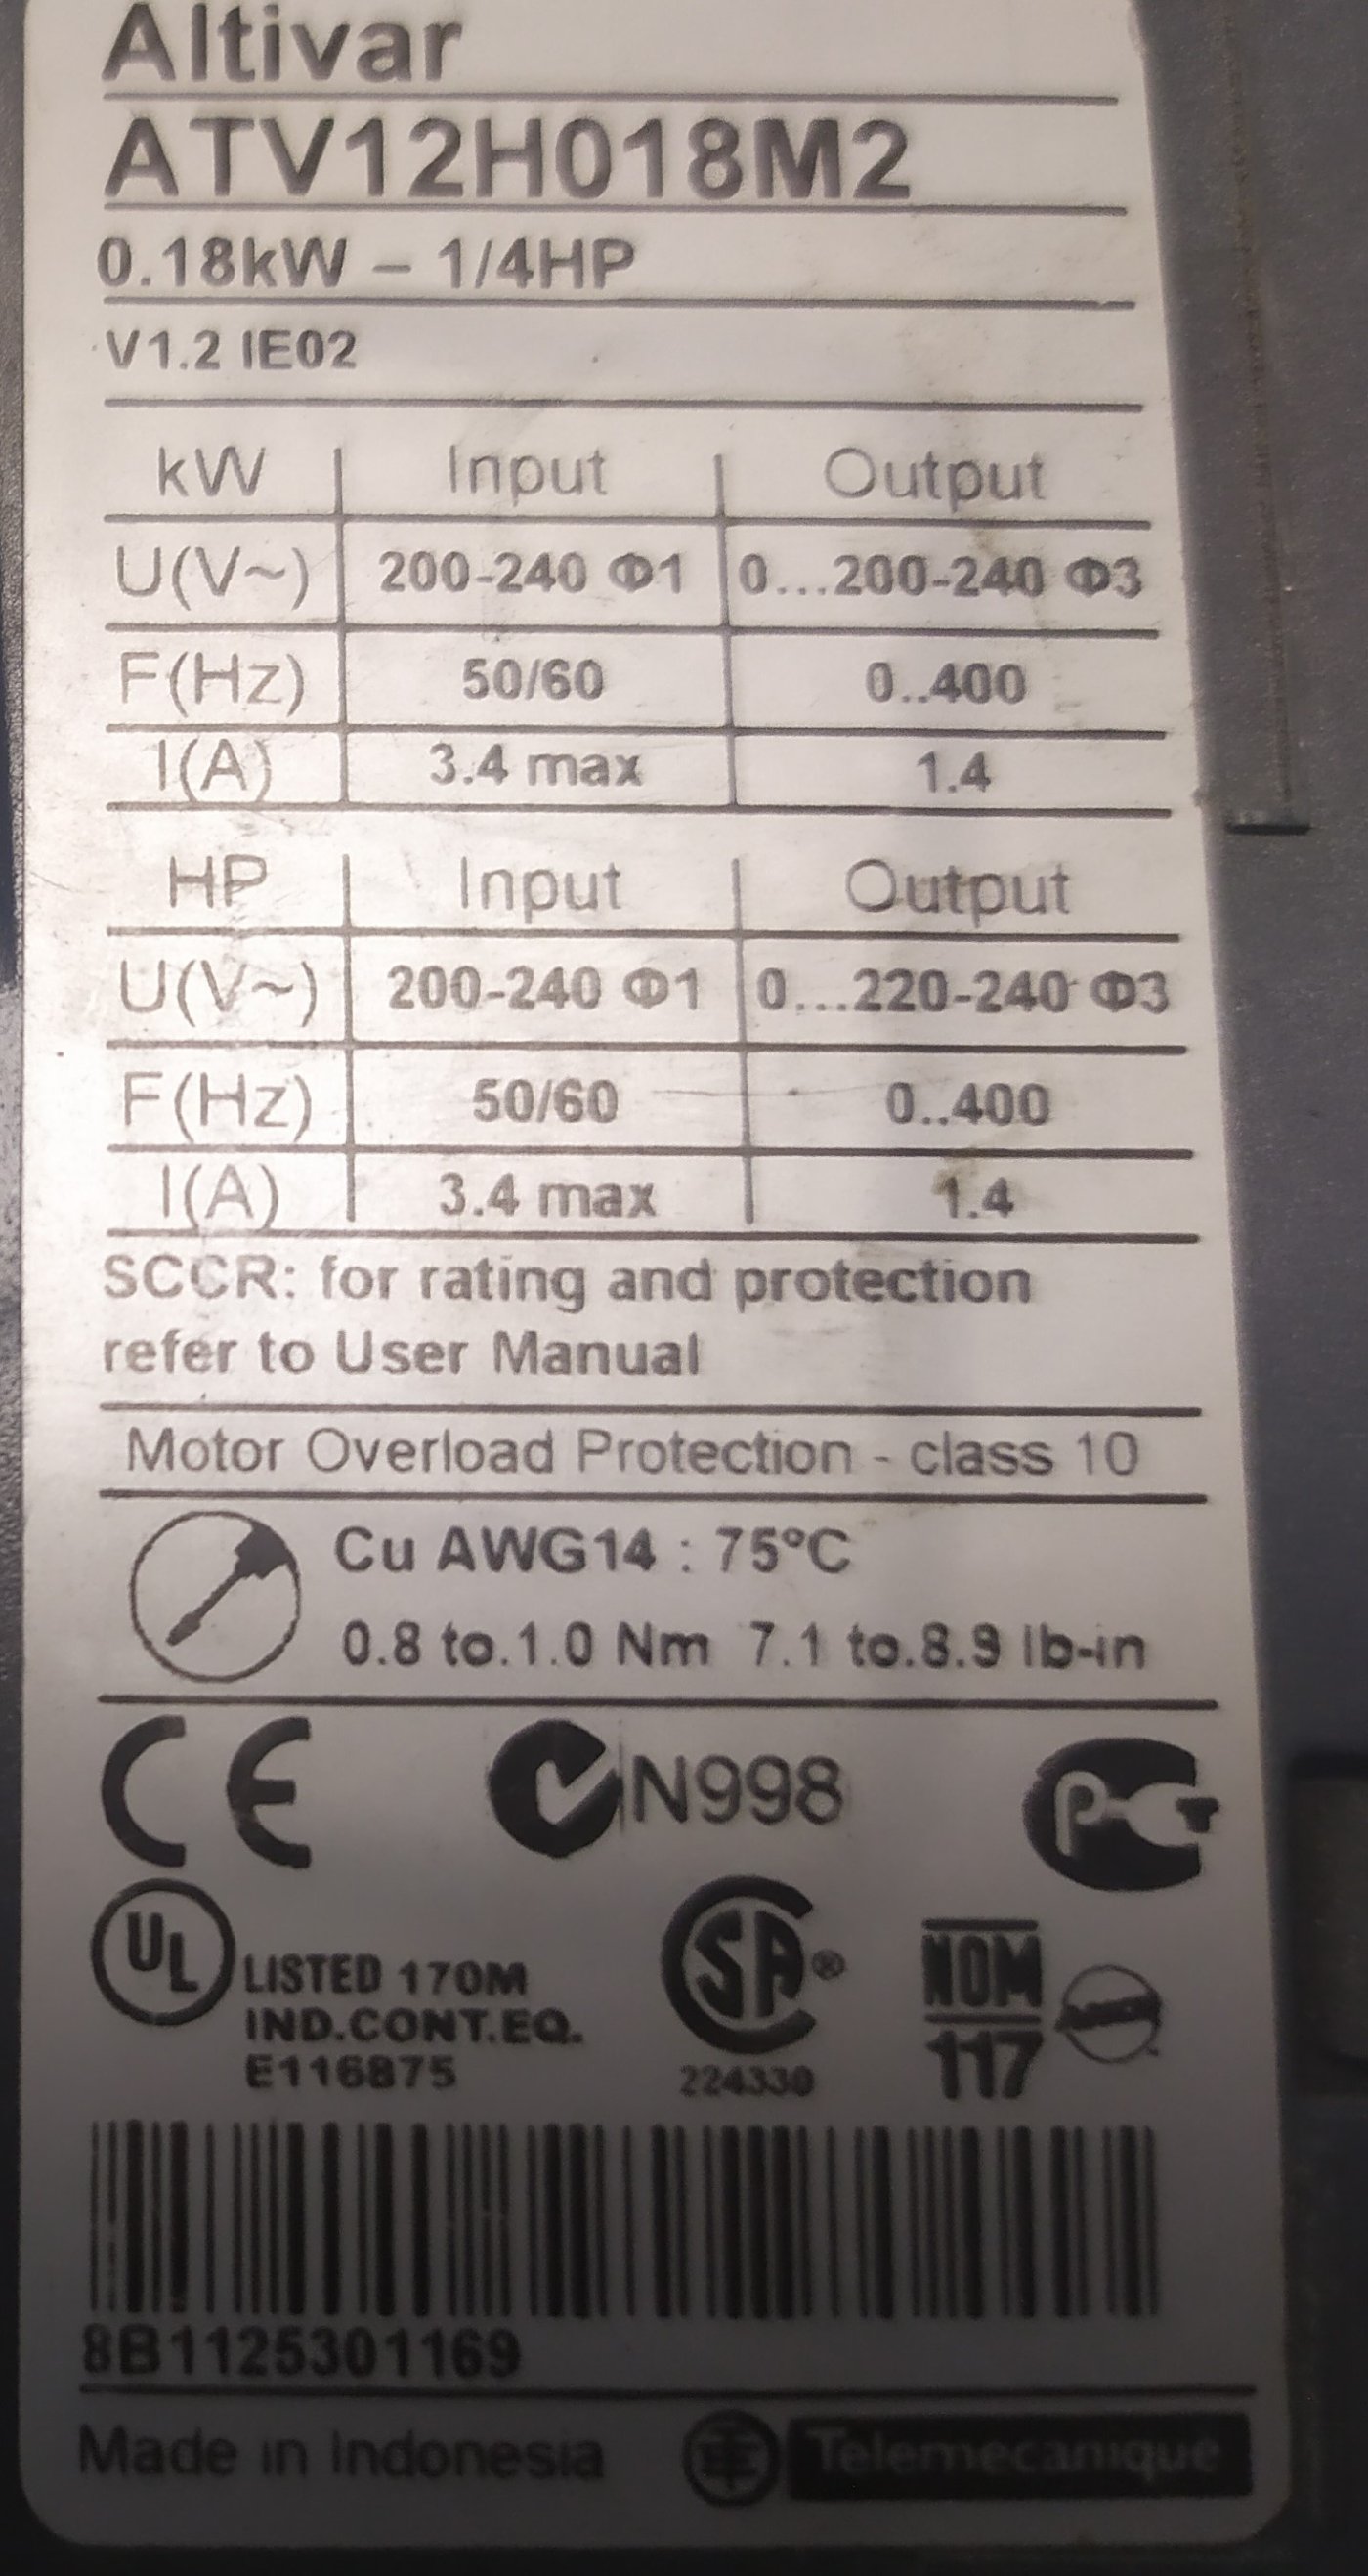 Altivar
ATV12H018M2
0.18kW – 1/4HP
V1.2 IE02
kW Input Output
U(V~) 200-240 Φ1 0...200-240 Φ3
F(Hz) 50/60 0..400
I(A) 3.4 max 1.4
HP Input Output
U(V~) 200-240 Φ1 0...220-240 Φ3
F(Hz) 50/60 0..400
I(A) 3.4 max 1.4
SCCR: for rating and protection
refer to User Manual
Motor Overload Protection - class 10
Cu AWG14 : 75°C
0.8 to.1.0 Nm 7.1 to.8.9 lb-in
CE N998 PCT
UL LISTED 170M
IND.CONT.EQ.
E116875
SA ®
224330
NOM
117
8B1125301169
Made in Indonesia Telemecanique